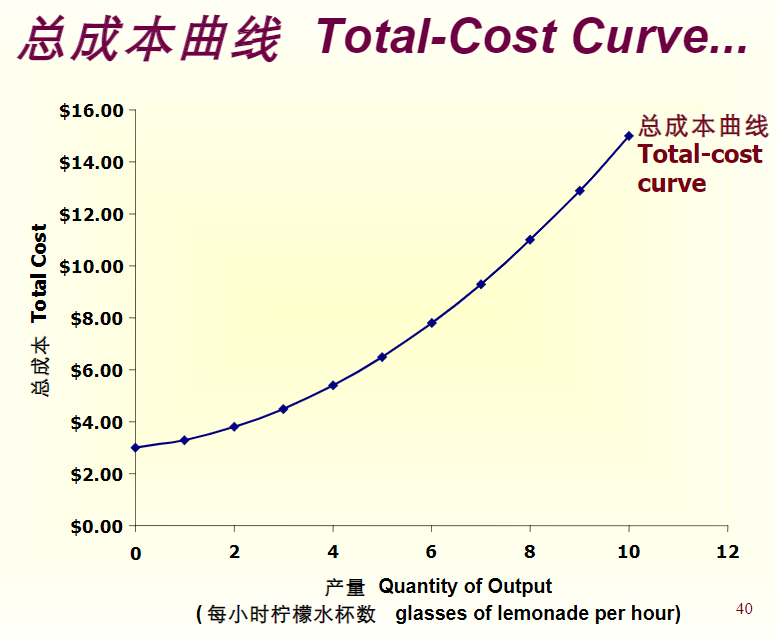 总成本曲线 Total-Cost Curve...
$16.00
总成本曲线
Total-cost
curve
$14.00
$12.00
$10.00
$8.00
$6.00
$4.00
$2.00
$0.00
总成本 Total Cost
0 2 4 6 8 10 12
产量 Quantity of Output
( 每小时柠檬水杯数 glasses of lemonade per hour)
40